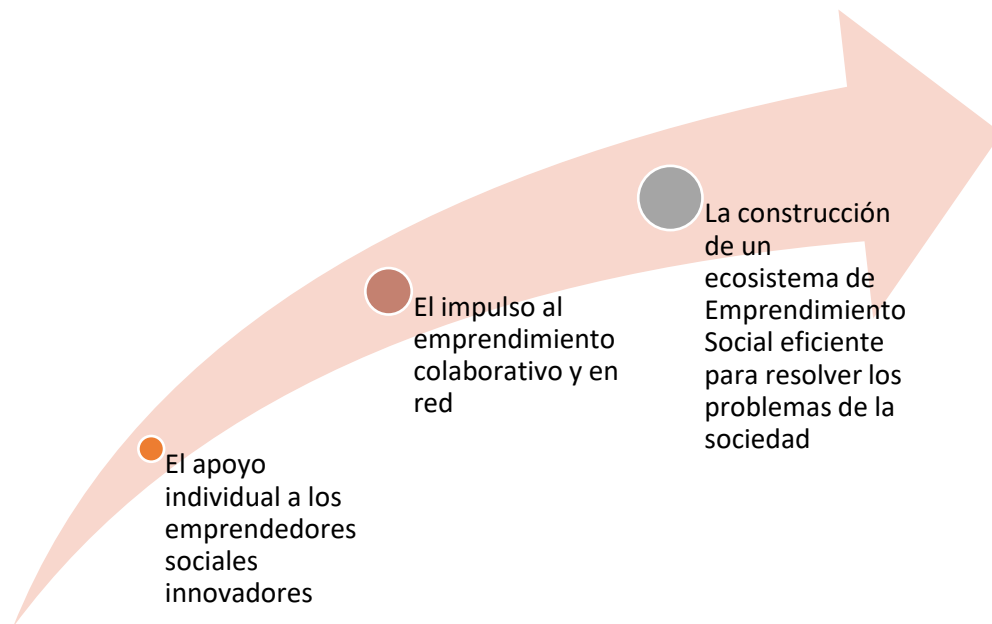 El apoyo
individual a los
emprendedores
sociales
innovadores
El impulso al
emprendimiento
colaborativo y en
red
La construcción
de un
ecosistema de
Emprendimiento
Social eficiente
para resolver los
problemas de la
sociedad